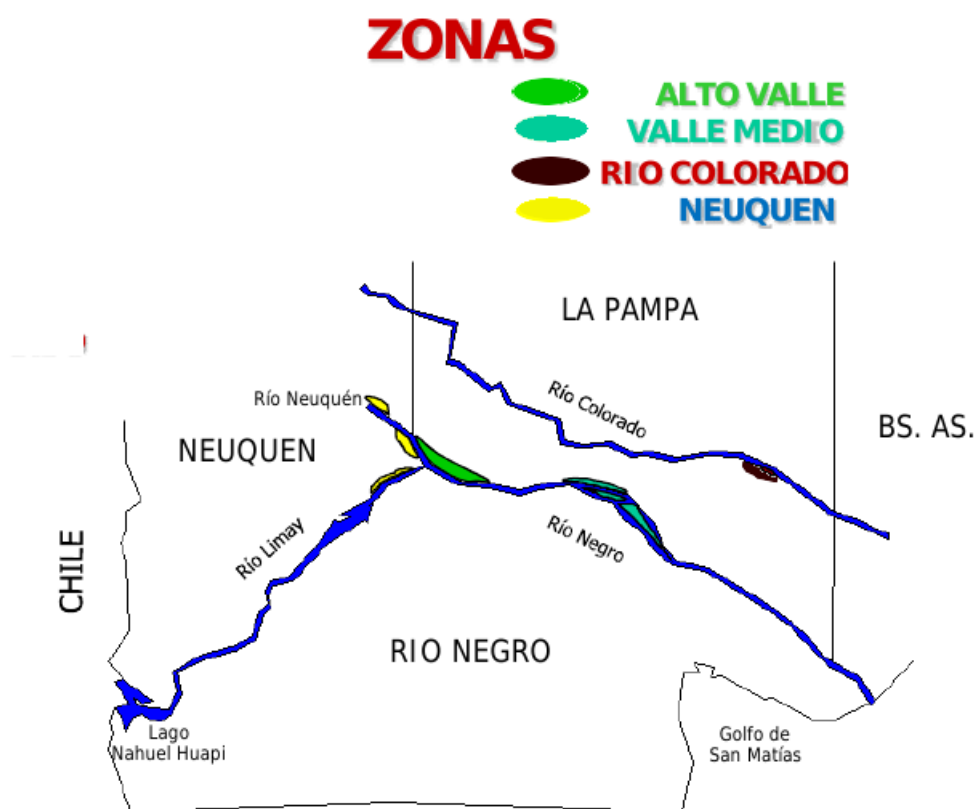 ZONAS
ALTO VALLE
VALLE MEDIO
RIO COLORADO
NEUQUEN
LA PAMPA
Río Colorado
Río Neuquén
BS. AS.
NEUQUEN
Río Limay
Río Negro
CHILE
RIO NEGRO
Lago
Nahuel Huapi
Golfo de
San Matías